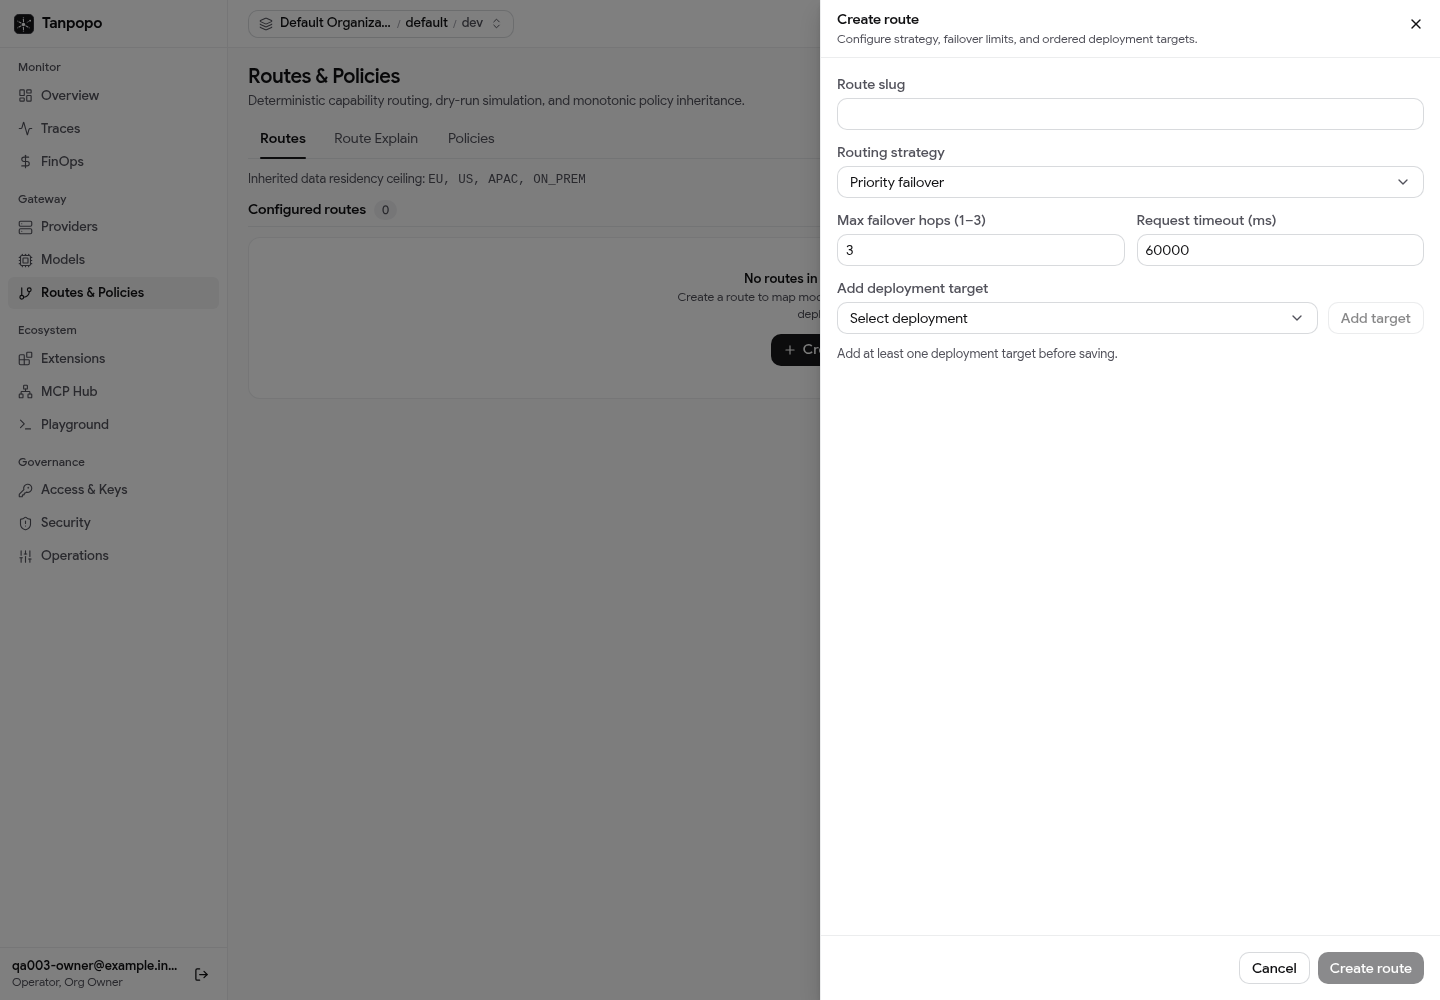 Tanpopo
Monitor
Overview
Traces
FinOps
Gateway
Providers
Models
Routes & Policies
Ecosystem
Extensions
MCP Hub
Playground
Governance
Access & Keys
Security
Operations
qa003-owner@example.in...
Operator, Org Owner
Default Organiza... / default / dev
Routes & Policies
Deterministic capability routing, dry-run simulation, and monotonic policy inheritance.
Routes Route Explain Policies
Inherited data residency ceiling: EU, US, APAC, ON_PREM
Configured routes 0
No routes in
Create a route to map
Create route
Configure strategy, failover limits, and ordered deployment targets.
Route slug
Routing strategy
Priority failover
Max failover hops (1–3) Request timeout (ms)
3 60000
Add deployment target
Select deployment Add target
Add at least one deployment target before saving.
Cancel Create route